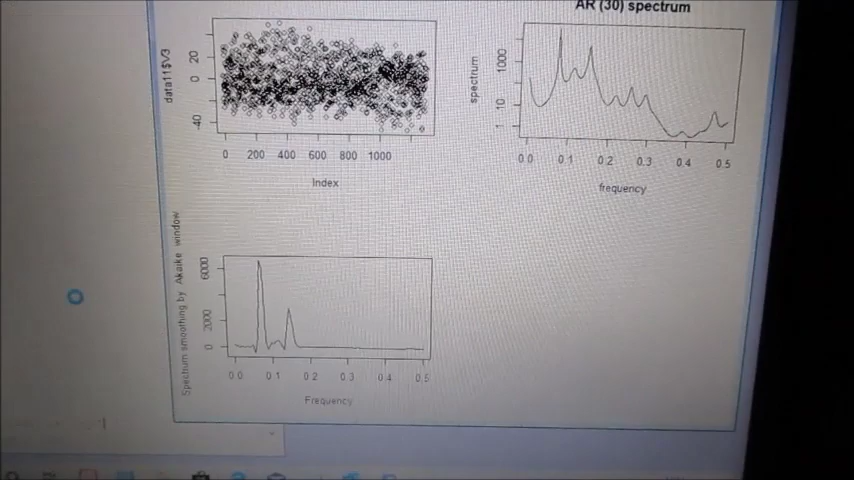 AR (30) spectrum
data11$V3
20
0
-40
0 200 400 600 800 1000
Index
spectrum
1000
10
1
0.0 0.1 0.2 0.3 0.4 0.5
frequency
Spectrum smoothing by Akaike window
6000
2000
0
0.0 0.1 0.2 0.3 0.4 0.5
Frequency